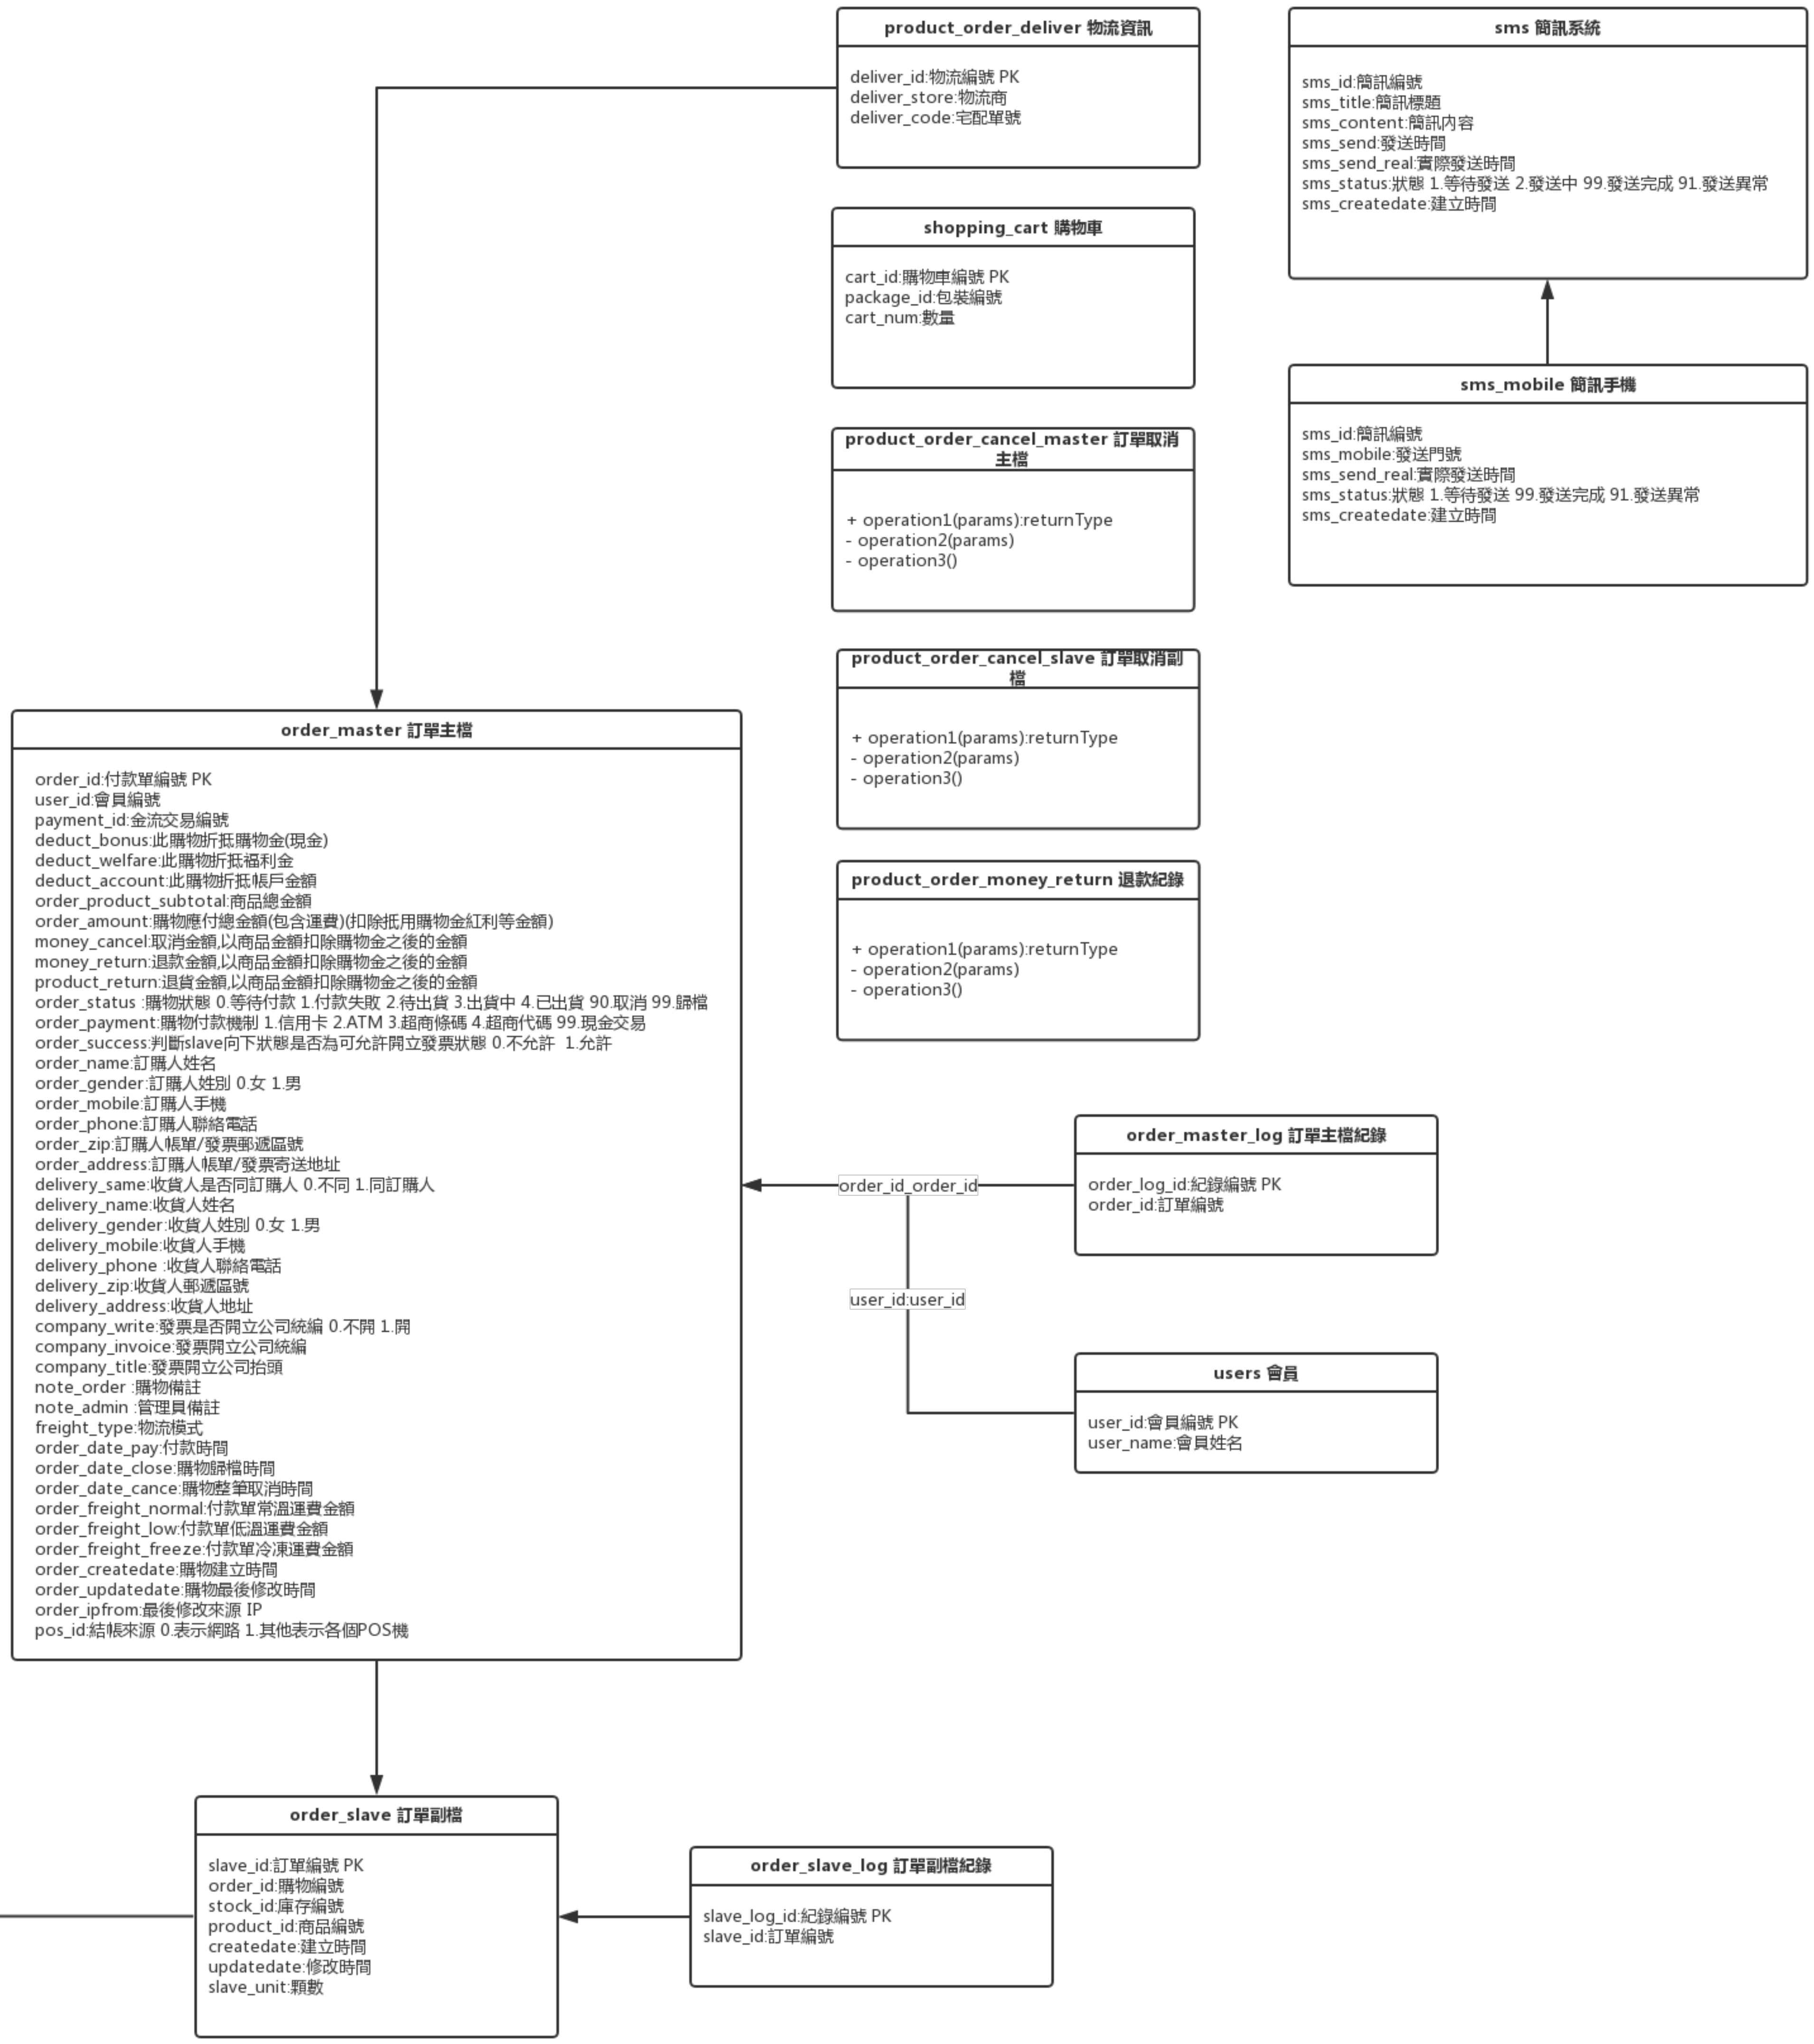 product_order_deliver 物流資訊
deliver_id:物流編號 PK
deliver_store:物流商
deliver_code:宅配單號
sms 簡訊系統
sms_id:簡訊編號
sms_title:簡訊標題
sms_content:簡訊内容
sms_send:發送時間
sms_send_real:實際發送時間
sms_status:狀態 1.等待發送 2.發送中 99.發送完成 91.發送異常
sms_createdate:建立時間
shopping_cart 購物車
cart_id:購物車編號 PK
package_id:包裝編號
cart_num:數量
sms_mobile 簡訊手機
sms_id:簡訊編號
sms_mobile:發送門號
sms_send_real:實際發送時間
sms_status:狀態 1.等待發送 99.發送完成 91.發送異常
sms_createdate:建立時間
product_order_cancel_master 訂單取消
主檔
+ operation1(params):returnType
- operation2(params)
- operation3()
product_order_cancel_slave 訂單取消副
檔
+ operation1(params):returnType
- operation2(params)
- operation3()
product_order_money_return 退款紀錄
+ operation1(params):returnType
- operation2(params)
- operation3()
order_master 訂單主檔
order_id:付款單編號 PK
user_id:會員編號
payment_id:金流交易編號
deduct_bonus:此購物折抵購物金(現金)
deduct_welfare:此購物折抵福利金
deduct_account:此購物折抵帳戶金額
order_product_subtotal:商品總金額
order_amount:購物應付總金額(包含運費)(扣除抵用購物金紅利等金額)
money_cancel:取消金額,以商品金額扣除購物金之後的金額
money_return:退款金額,以商品金額扣除購物金之後的金額
product_return:退貨金額,以商品金額扣除購物金之後的金額
order_status :購物狀態 0.等待付款 1.付款失敗 2.待出貨 3.出貨中 4.已出貨 90.取消 99.歸檔
order_payment:購物付款機制 1.信用卡 2.ATM 3.超商條碼 4.超商代碼 99.現金交易
order_success:判斷slave向下狀態是否為可允許開立發票狀態 0.不允許  1.允許
order_name:訂購人姓名
order_gender:訂購人姓別 0.女 1.男
order_mobile:訂購人手機
order_phone:訂購人聯絡電話
order_zip:訂購人帳單/發票郵遞區號
order_address:訂購人帳單/發票寄送地址
delivery_same:收貨人是否同訂購人 0.不同 1.同訂購人
delivery_name:收貨人姓名
delivery_gender:收貨人姓別 0.女 1.男
delivery_mobile:收貨人手機
delivery_phone :收貨人聯絡電話
delivery_zip:收貨人郵遞區號
delivery_address:收貨人地址
company_write:發票是否開立公司統編 0.不開 1.開
company_invoice:發票開立公司統編
company_title:發票開立公司抬頭
note_order :購物備註
note_admin :管理員備註
freight_type:物流模式
order_date_pay:付款時間
order_date_close:購物歸檔時間
order_date_cance:購物整筆取消時間
order_freight_normal:付款單常溫運費金額
order_freight_low:付款單低溫運費金額
order_freight_freeze:付款單冷凍運費金額
order_createdate:購物建立時間
order_updatedate:購物最後修改時間
order_ipfrom:最後修改來源 IP
pos_id:結帳來源 0.表示網路 1.其他表示各個POS機
order_id_order_id
user_id:user_id
order_master_log 訂單主檔紀錄
order_log_id:紀錄編號 PK
order_id:訂單編號
users 會員
user_id:會員編號 PK
user_name:會員姓名
order_slave 訂單副檔
slave_id:訂單編號 PK
order_id:購物編號
stock_id:庫存編號
product_id:商品編號
createdate:建立時間
updatedate:修改時間
slave_unit:顆數
order_slave_log 訂單副檔紀錄
slave_log_id:紀錄編號 PK
slave_id:訂單編號